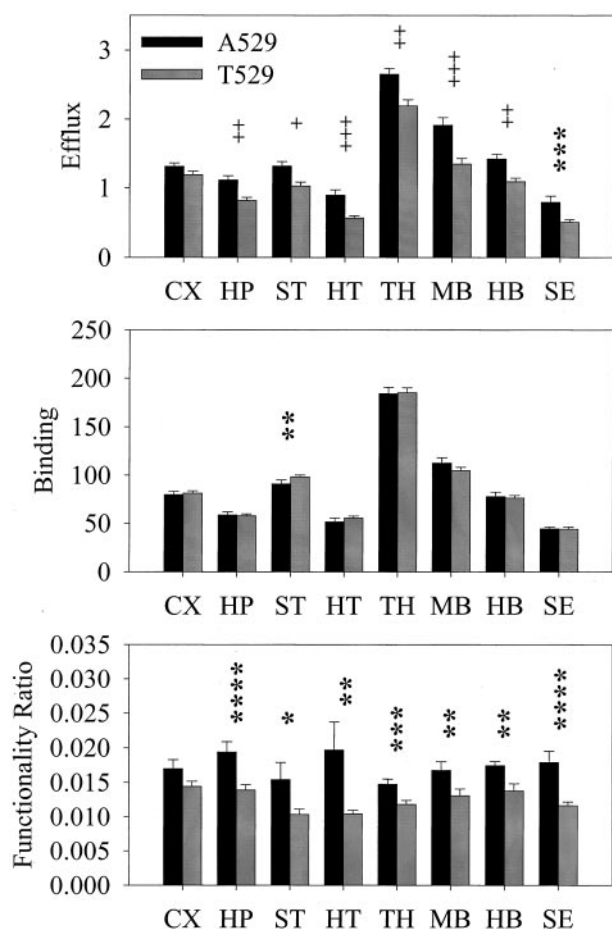 A529
T529
Efflux
3
2
1
0
‡ + ‡+ ‡ ‡+ ‡ ***
CX HP ST HT TH MB HB SE
Binding
250
200
150
100
50
0
**
CX HP ST HT TH MB HB SE
Functionality Ratio
0.035
0.030
0.025
0.020
0.015
0.010
0.005
0.000
**** * ** *** ** ** ****
CX HP ST HT TH MB HB SE